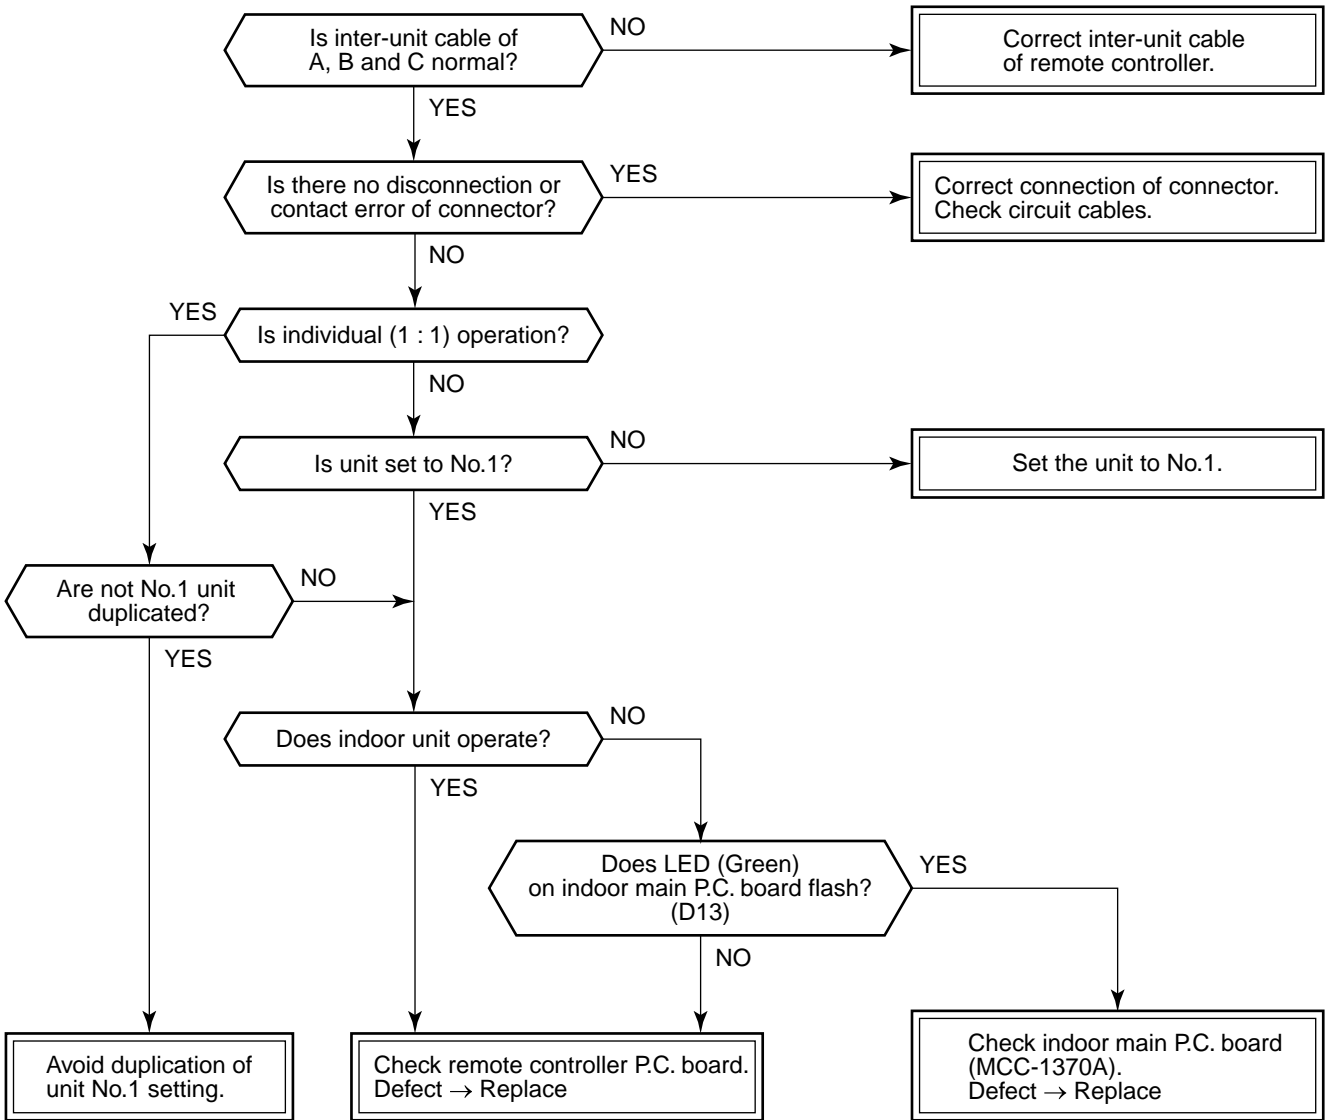 Is inter-unit cable of
A, B and C normal?
NO
Correct inter-unit cable
of remote controller.
YES
Is there no disconnection or
contact error of connector?
YES
Correct connection of connector.
Check circuit cables.
NO
YES
Is individual (1 : 1) operation?
NO
Is unit set to No.1?
NO
Set the unit to No.1.
YES
Are not No.1 unit
duplicated?
NO
YES
Does indoor unit operate?
NO
YES
Does LED (Green)
on indoor main P.C. board flash?
(D13)
YES
NO
Avoid duplication of
unit No.1 setting.
Check remote controller P.C. board.
Defect → Replace
Check indoor main P.C. board
(MCC-1370A).
Defect → Replace